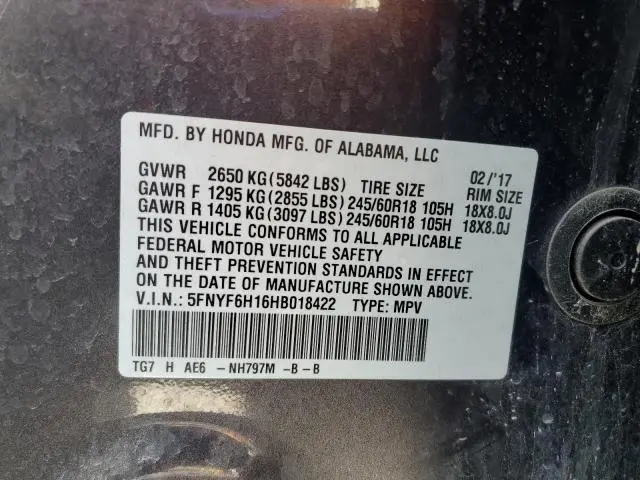 MFD. BY HONDA MFG. OF ALABAMA, LLC
GVWR 2650 KG (5842 LBS) TIRE SIZE 02/'17 RIM SIZE
GAWR F 1295 KG (2855 LBS) 245/60R18 105H 18X8.0J
GAWR R 1405 KG (3097 LBS) 245/60R18 105H 18X8.0J
THIS VEHICLE CONFORMS TO ALL APPLICABLE
FEDERAL MOTOR VEHICLE SAFETY
AND THEFT PREVENTION STANDARDS IN EFFECT
ON THE DATE OF MANUFACTURE SHOWN ABOVE.
V.I.N.: 5FNYF6H16HB018422 TYPE: MPV
TG7 H AE6 -NH797M -B-B